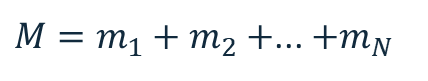 M = m₁ + m₂ +...+m_N